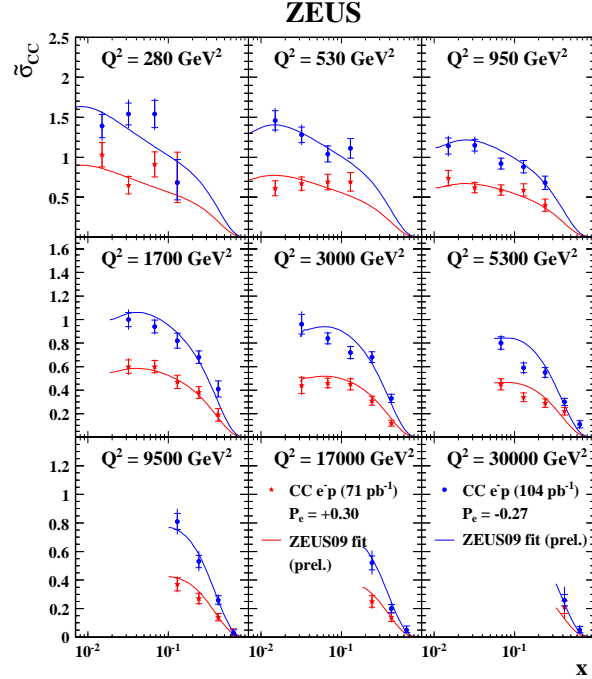 ZEUS
σ̃CC
Q² = 280 GeV²
Q² = 530 GeV²
Q² = 950 GeV²
2.5
2
1.5
1
0.5
Q² = 1700 GeV²
Q² = 3000 GeV²
Q² = 5300 GeV²
1.6
1.4
1.2
1
0.8
0.6
0.4
0.2
Q² = 9500 GeV²
Q² = 17000 GeV²
Q² = 30000 GeV²
1.2
1
0.8
0.6
0.4
0.2
0
CC e⁻p (71 pb⁻¹)
Pₑ = +0.30
ZEUS09 fit
(prel.)
CC e⁻p (104 pb⁻¹)
Pₑ = -0.27
ZEUS09 fit (prel.)
10⁻² 10⁻¹ 10⁻² 10⁻¹ 10⁻² 10⁻¹
x